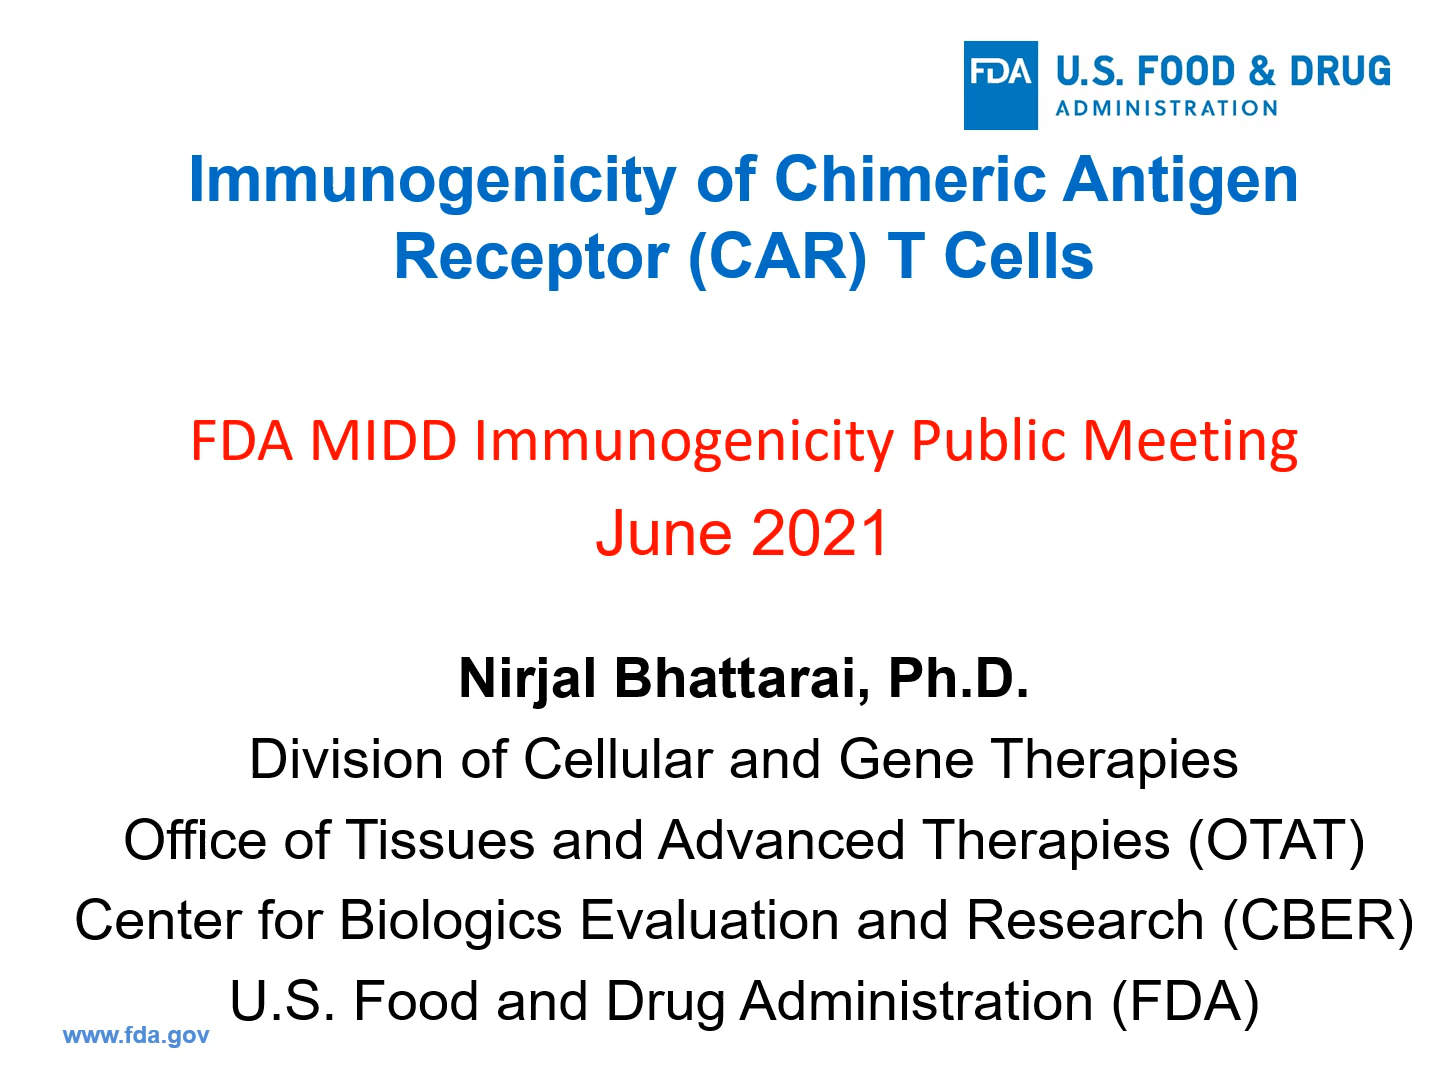 FDA U.S. FOOD & DRUG
ADMINISTRATION
Immunogenicity of Chimeric Antigen
Receptor (CAR) T Cells
FDA MIDD Immunogenicity Public Meeting
June 2021
Nirjal Bhattarai, Ph.D.
Division of Cellular and Gene Therapies
Office of Tissues and Advanced Therapies (OTAT)
Center for Biologics Evaluation and Research (CBER)
U.S. Food and Drug Administration (FDA)
www.fda.gov